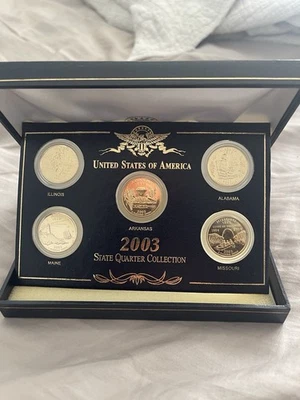 UNITED STATES OF AMERICA
ILLINOIS
ALABAMA
ARKANSAS
MAINE
MISSOURI
2003
STATE QUARTER COLLECTION